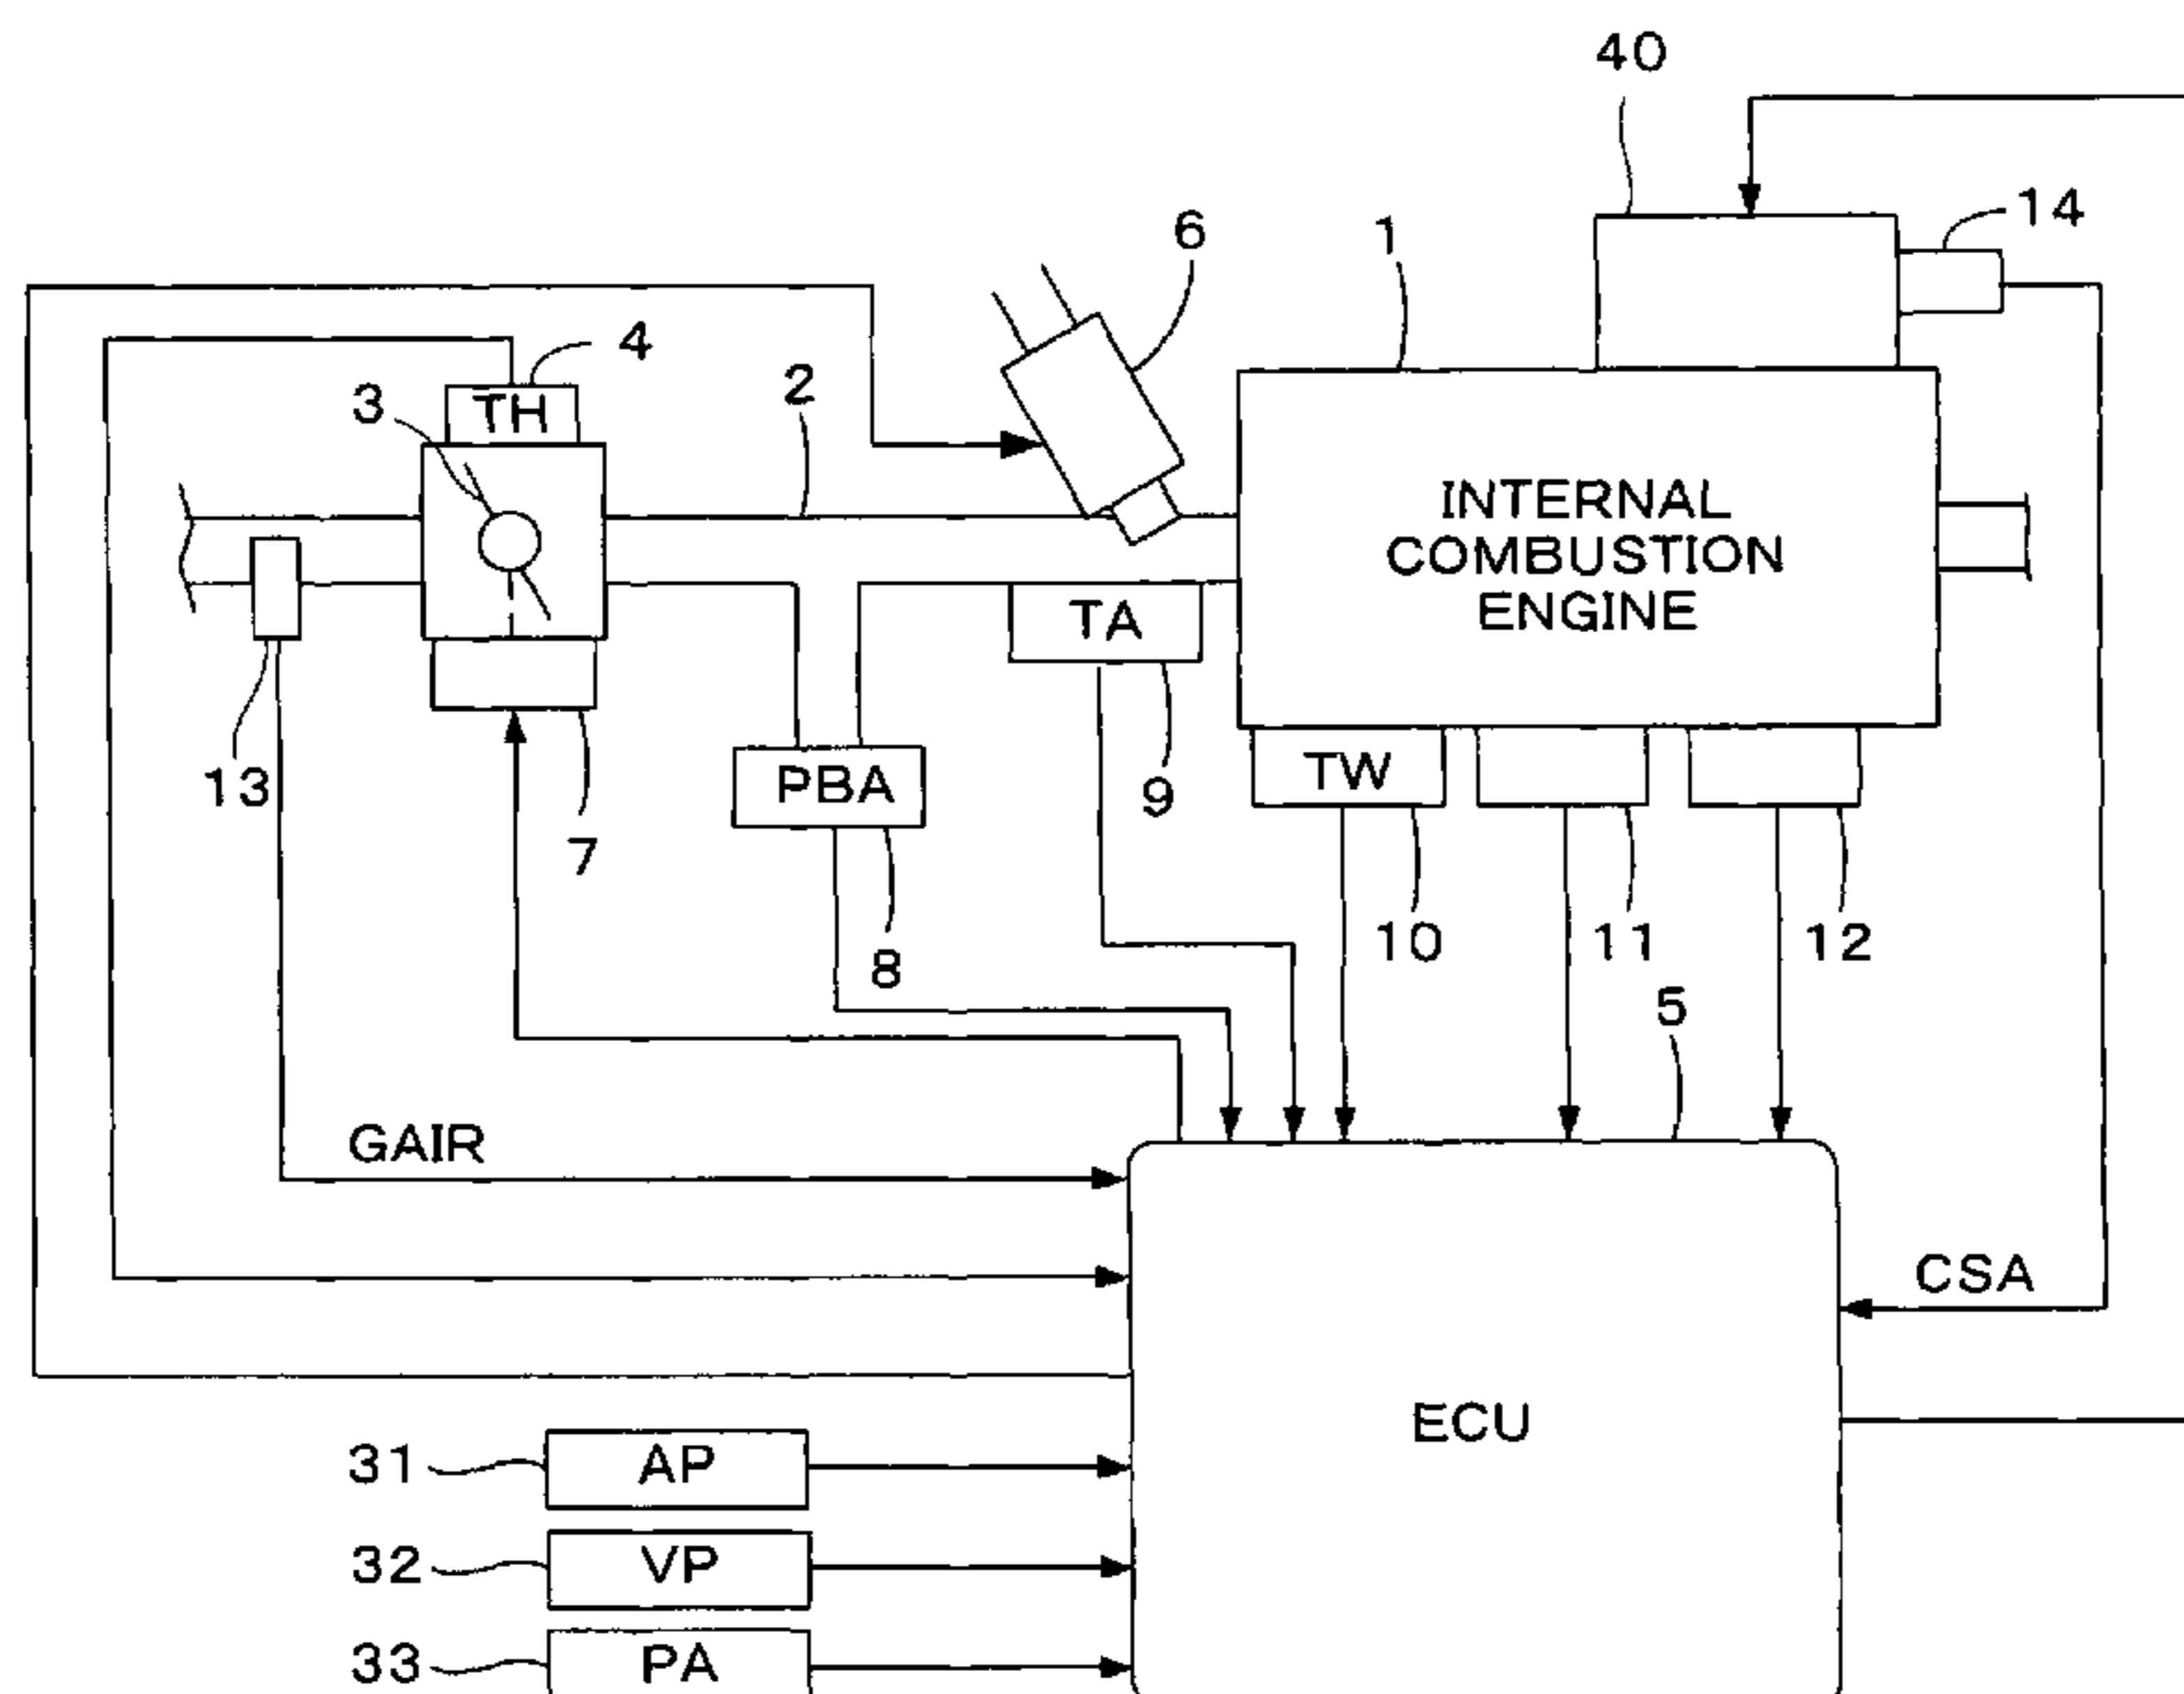 40
14
6
1
4
2
3
TH
INTERNAL
COMBUSTION
ENGINE
TA
TW
PBA
13
9
7
10
11
12
8
5
GAIR
CSA
ECU
31
AP
32
VP
33
PA